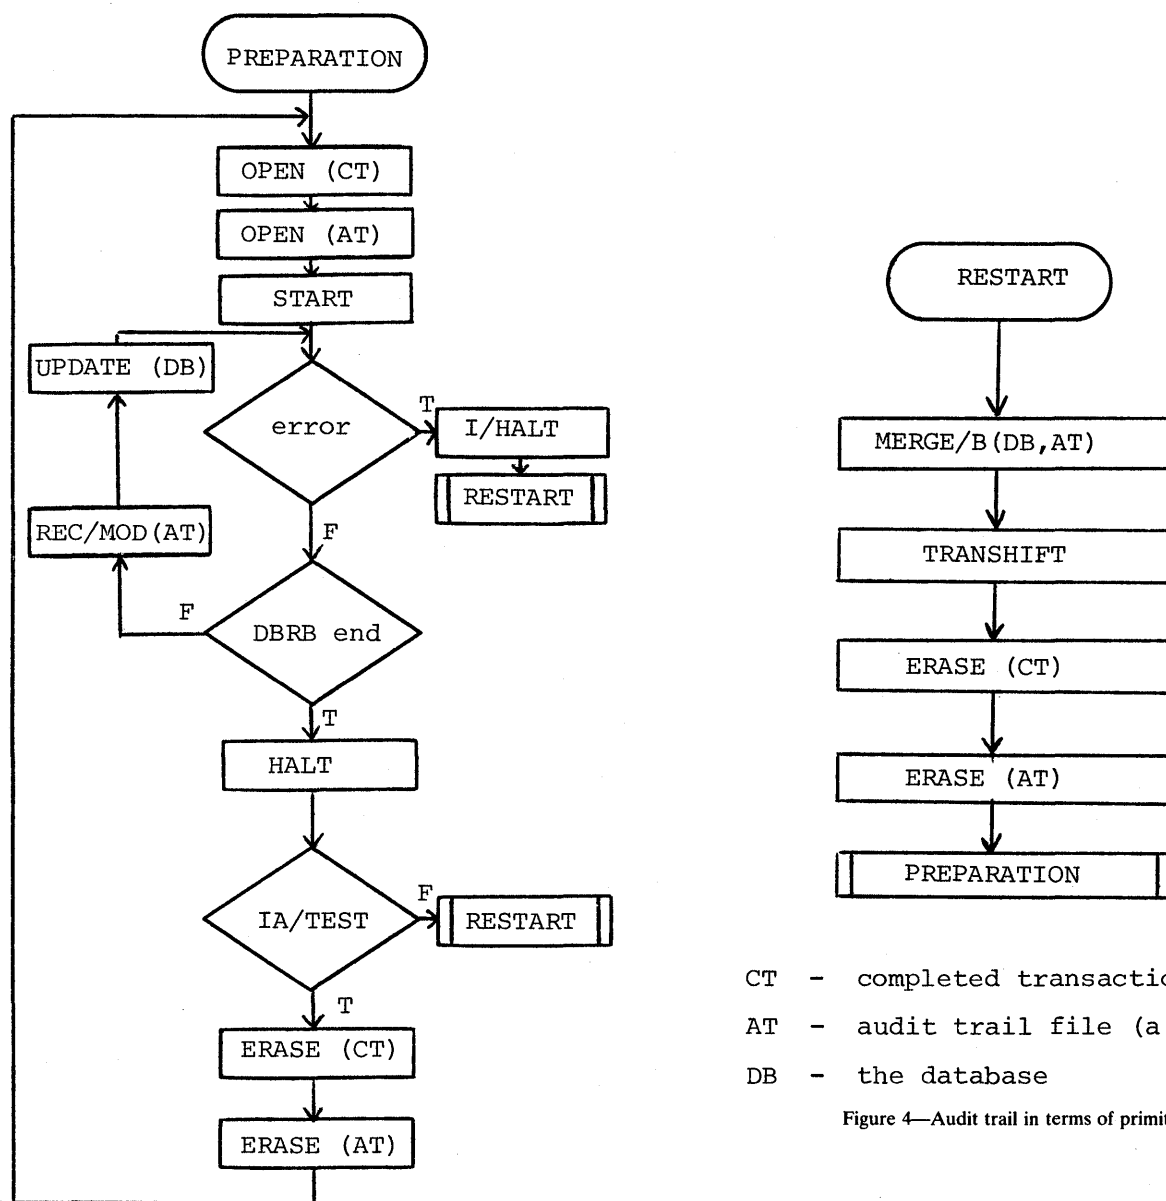 PREPARATION
OPEN (CT)
OPEN (AT)
START
UPDATE (DB)
error
T
I/HALT
RESTART
REC/MOD(AT)
F
F
DBRB end
T
HALT
IA/TEST
F
RESTART
T
ERASE (CT)
ERASE (AT)
RESTART
MERGE/B(DB,AT)
TRANSHIFT
ERASE (CT)
ERASE (AT)
PREPARATION
CT - completed
AT - audit trail file (a
DB - the database
Figure 4—Audit trail in terms of